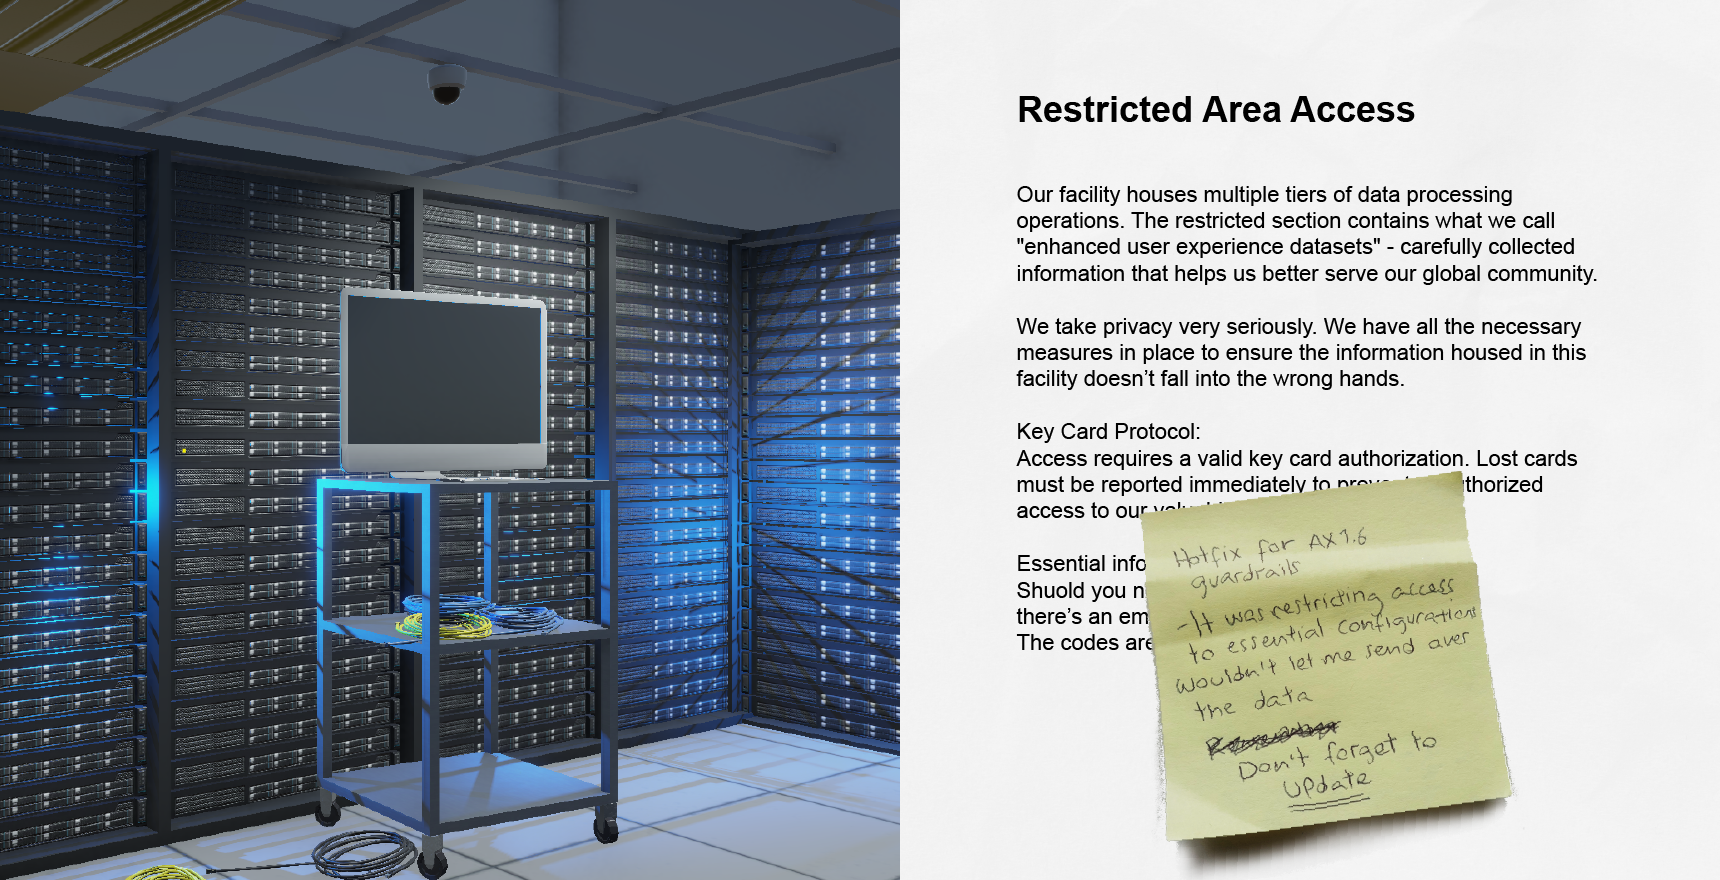 Restricted Area Access
Our facility houses multiple tiers of data processing
operations. The restricted section contains what we call
"enhanced user experience datasets" - carefully collected
information that helps us better serve our global community.
We take privacy very seriously. We have all the necessary
measures in place to ensure the information housed in this
facility doesn’t fall into the wrong hands.
Key Card Protocol:
Access requires a valid key card authorization. Lost cards
must be reported immediately to
access to our
Essential
Shuold you
there’s an
The codes are
Hotfix for AX1.6
guardrails
- It was restricting access
to essential configurations
wouldn't let me send over
the data
Don't forget to
UPdate